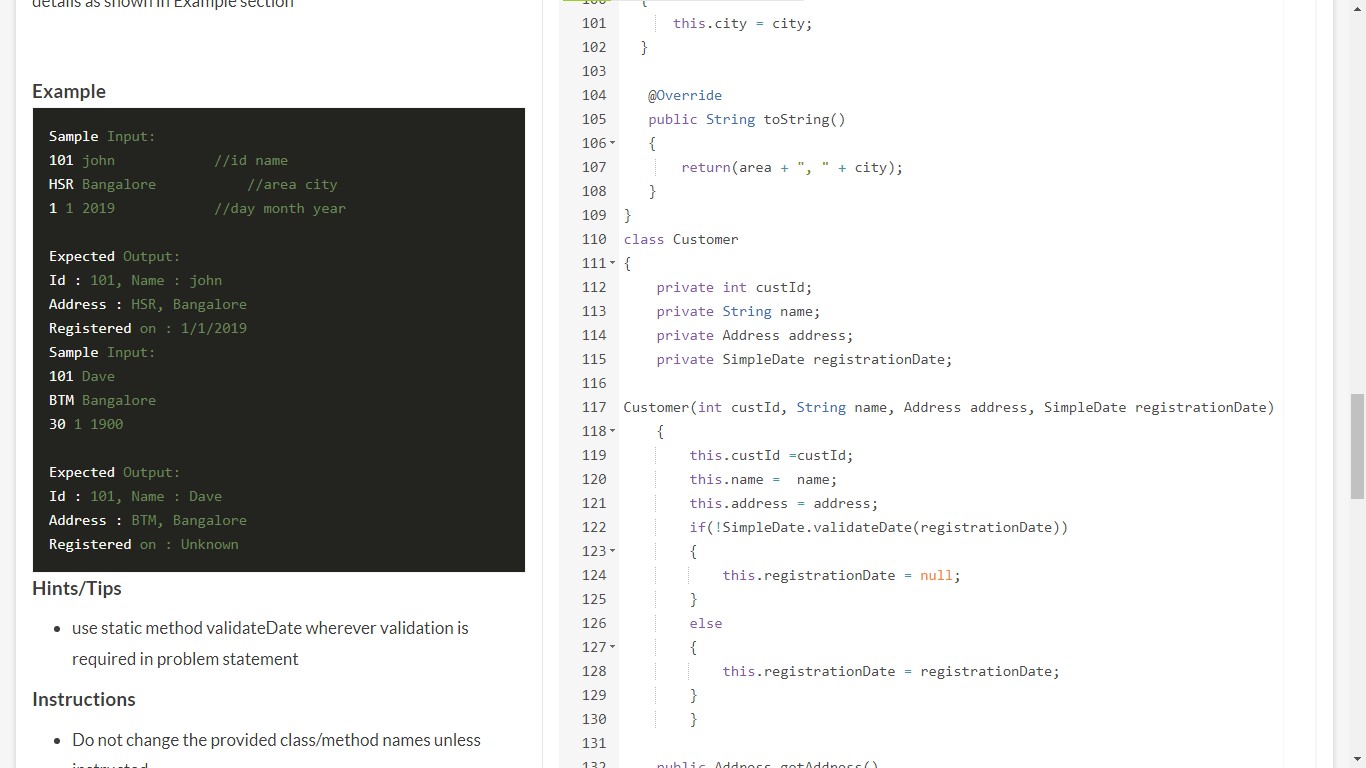 details as shown in Example section
Example
Sample Input:
101 john //id name
HSR Bangalore //area city
1 1 2019 //day month year
Expected Output:
Id : 101, Name : john
Address : HSR, Bangalore
Registered on : 1/1/2019
Sample Input:
101 Dave
BTM Bangalore
30 1 1900
Expected Output:
Id : 101, Name : Dave
Address : BTM, Bangalore
Registered on : Unknown
Hints/Tips
• use static method validateDate wherever validation is
required in problem statement
Instructions
• Do not change the provided class/method names unless
instructed
100 {
101 this.city = city;
102 }
103
104 @Override
105 public String toString()
106 {
107 return(area + ", " + city);
108 }
109 }
110 class Customer
111 {
112 private int custId;
113 private String name;
114 private Address address;
115 private SimpleDate registrationDate;
116
117 Customer(int custId, String name, Address address, SimpleDate registrationDate)
118 {
119 this.custId =custId;
120 this.name = name;
121 this.address = address;
122 if(!SimpleDate.validateDate(registrationDate))
123 {
124 this.registrationDate = null;
125 }
126 else
127 {
128 this.registrationDate = registrationDate;
129 }
130 }
131
132 public Address getAddress()